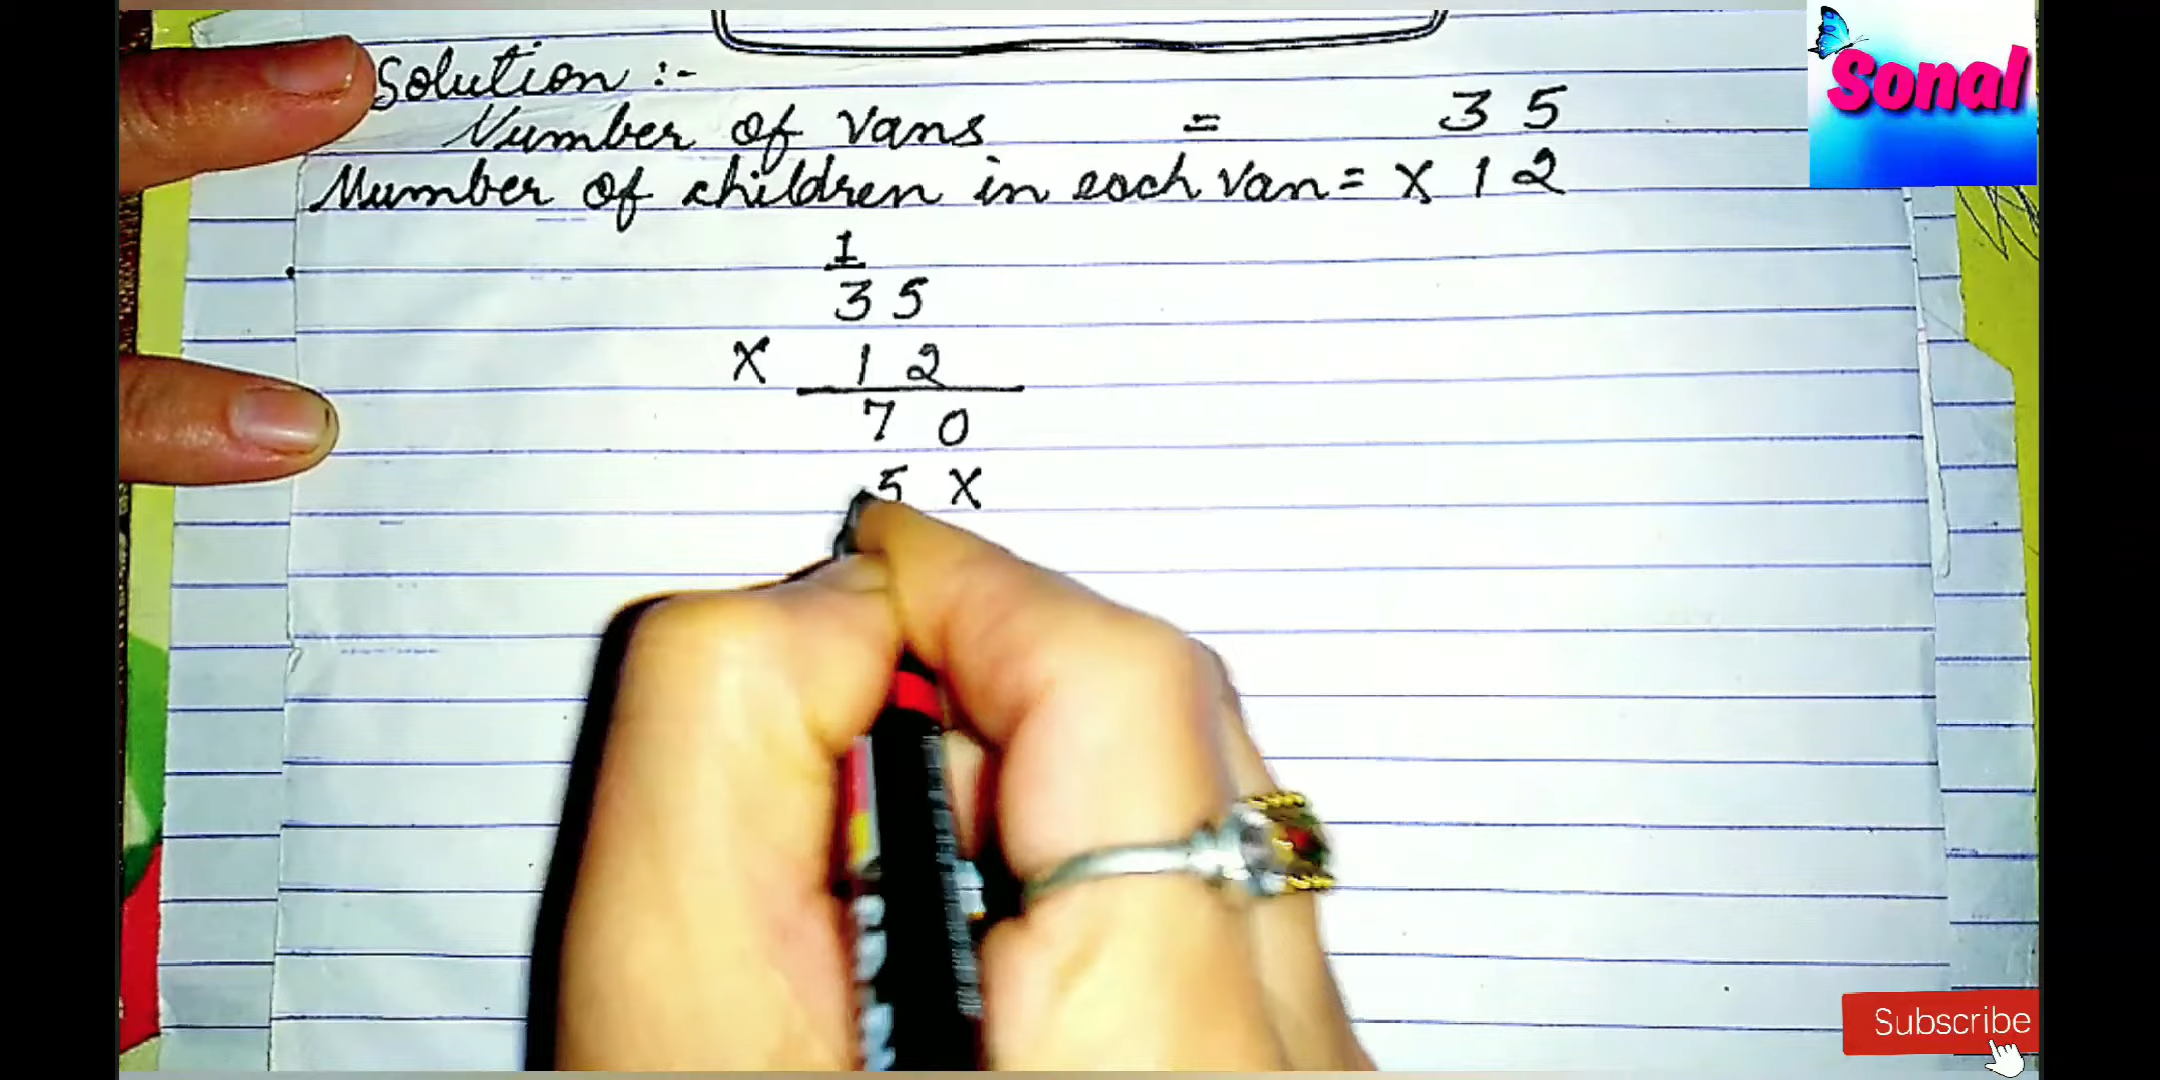 Solution :-
Number of vans = 35
Number of children in each van = X 12
1
35
X 12
70
5 X
Sonal
Subscribe